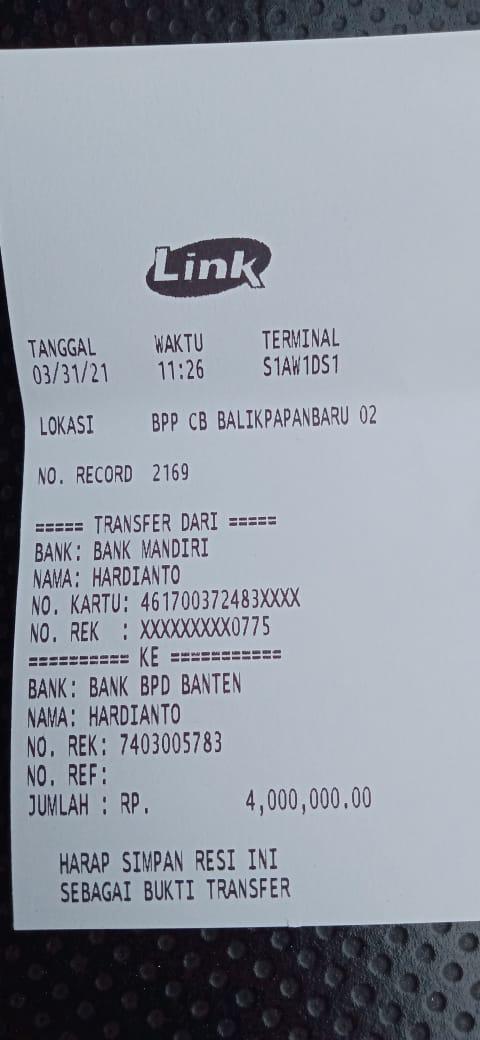 Link
TANGGAL WAKTU TERMINAL
03/31/21 11:26 S1AW1DS1
LOKASI BPP CB BALIKPAPANBARU 02
NO. RECORD 2169
===== TRANSFER DARI =====
BANK: BANK MANDIRI
NAMA: HARDIANTO
NO. KARTU: 461700372483XXXX
NO. REK : XXXXXXXXX0775
========== KE ===========
BANK: BANK BPD BANTEN
NAMA: HARDIANTO
NO. REK: 7403005783
NO. REF:
JUMLAH : RP. 4,000,000.00
HARAP SIMPAN RESI INI
SEBAGAI BUKTI TRANSFER